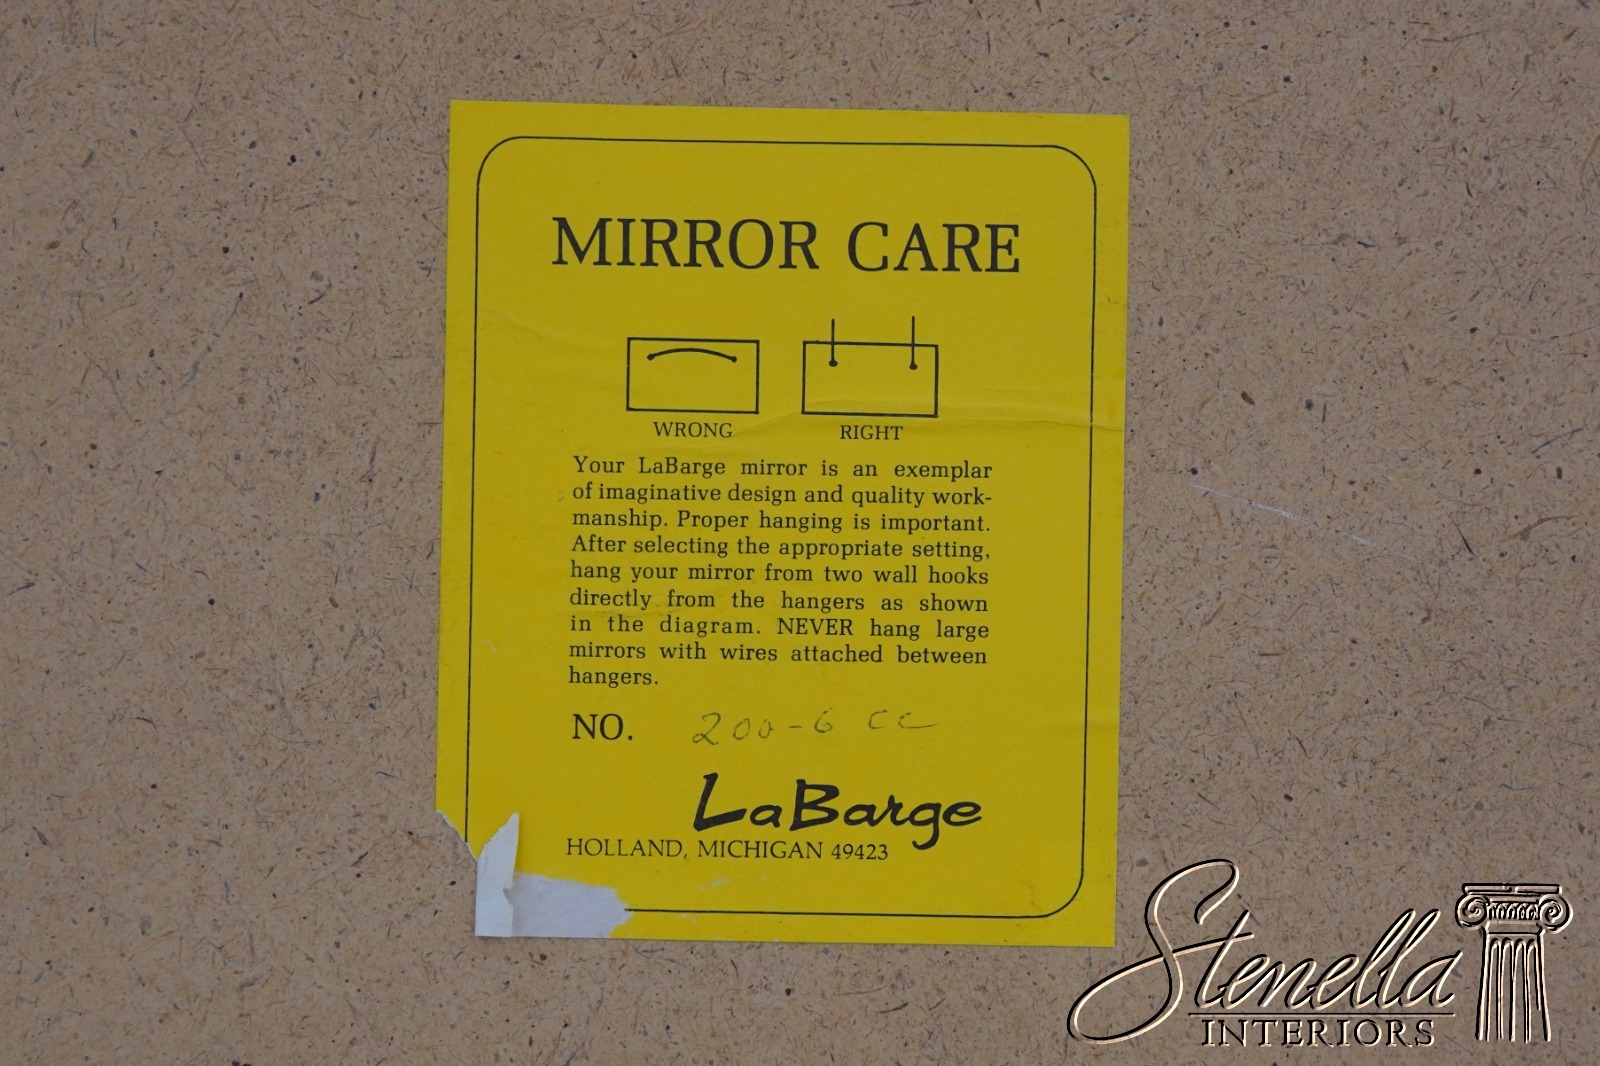 MIRROR CARE
WRONG
RIGHT
Your LaBarge mirror is an exemplar
of imaginative design and quality work-
manship. Proper hanging is important.
After selecting the appropriate setting,
hang your mirror from two wall hooks
directly from the hangers as shown
in the diagram. NEVER hang large
mirrors with wires attached between
hangers.
NO. 200-6 CC
LaBarge
HOLLAND, MICHIGAN 49423
Stenella
INTERIORS